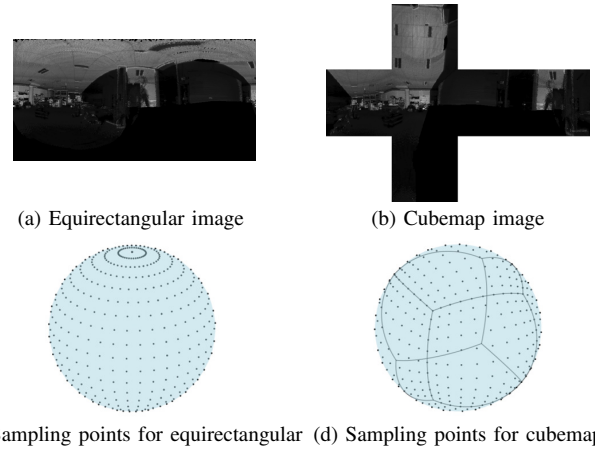 (a) Equirectangular image
(b) Cubemap image
ampling points for equirectangular
(d) Sampling points for cubemap